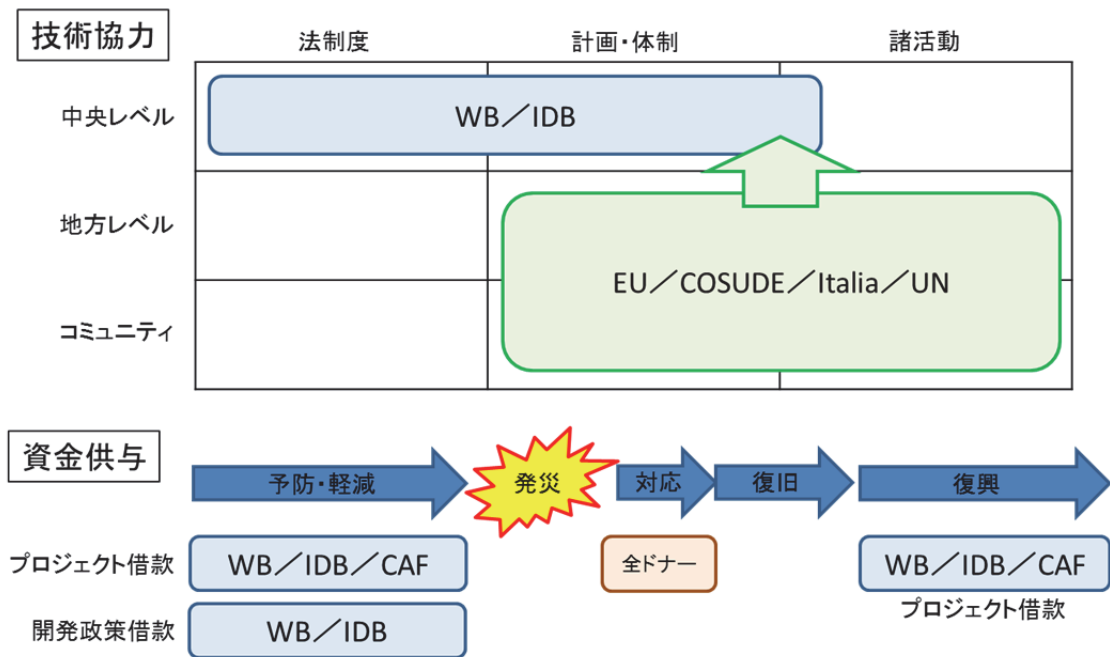 技術協力
法制度
計画・体制
諸活動
中央レベル
WB／IDB
地方レベル
EU／COSUDE／Italia／UN
コミュニティ
資金供与
予防・軽減
発災
対応
復旧
復興
プロジェクト借款
WB／IDB／CAF
全ドナー
WB／IDB／CAF
プロジェクト借款
開発政策借款
WB／IDB